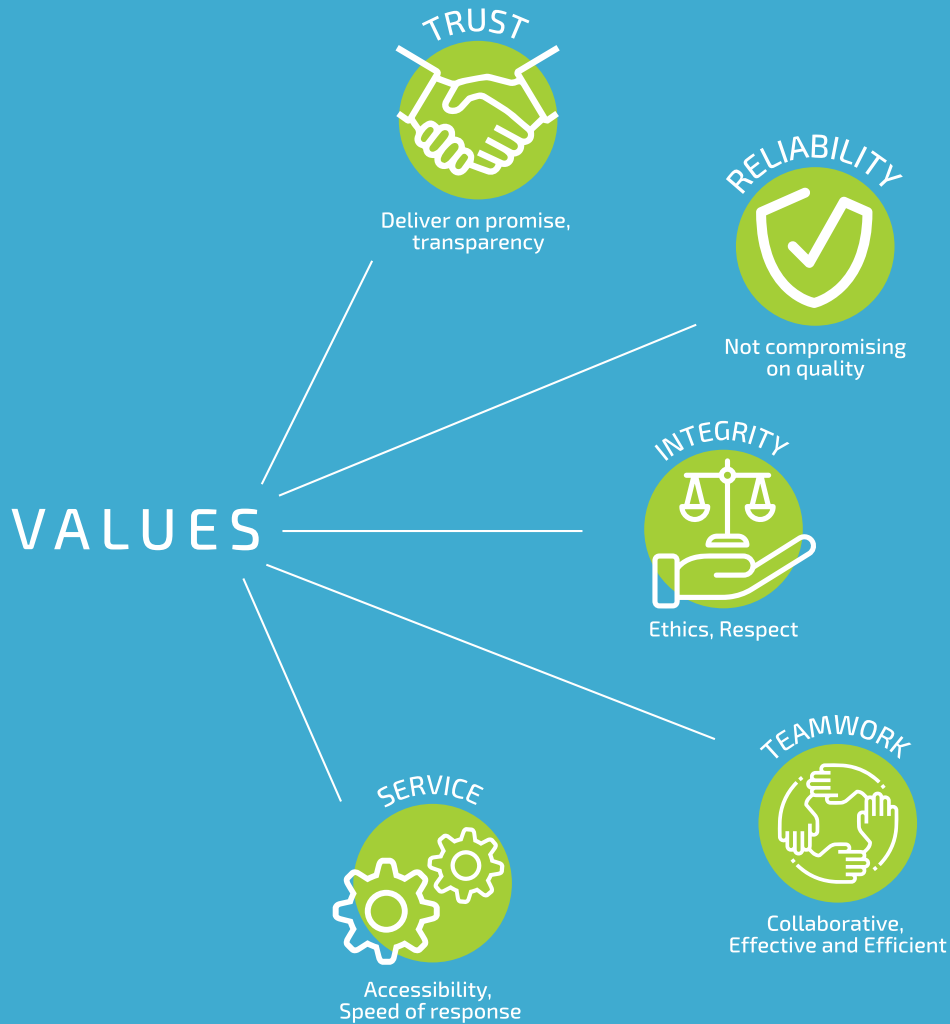 TRUST
Deliver on promise,
transparency
RELIABILITY
Not compromising
on quality
INTEGRITY
VALUES
Ethics, Respect
TEAMWORK
Collaborative,
Effective and Efficient
SERVICE
Accessibility,
Speed of response